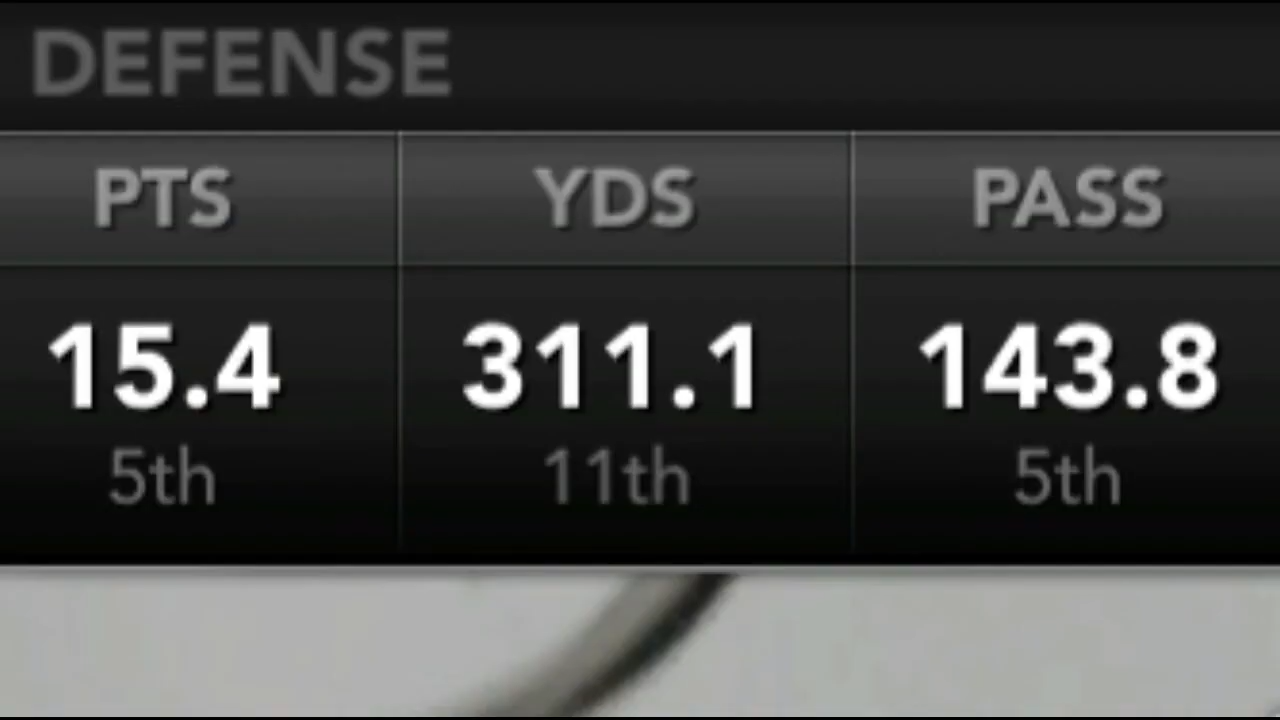 DEFENSE
PTS YDS PASS
15.4 311.1 143.8
5th 11th 5th